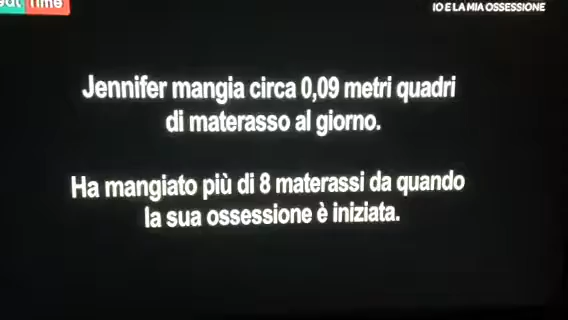 Time
IO E LA MIA OSSESSIONE
Jennifer mangia circa 0,09 metri quadri
di materasso al giorno.
Ha mangiato più di 8 materassi da quando
la sua ossessione è iniziata.